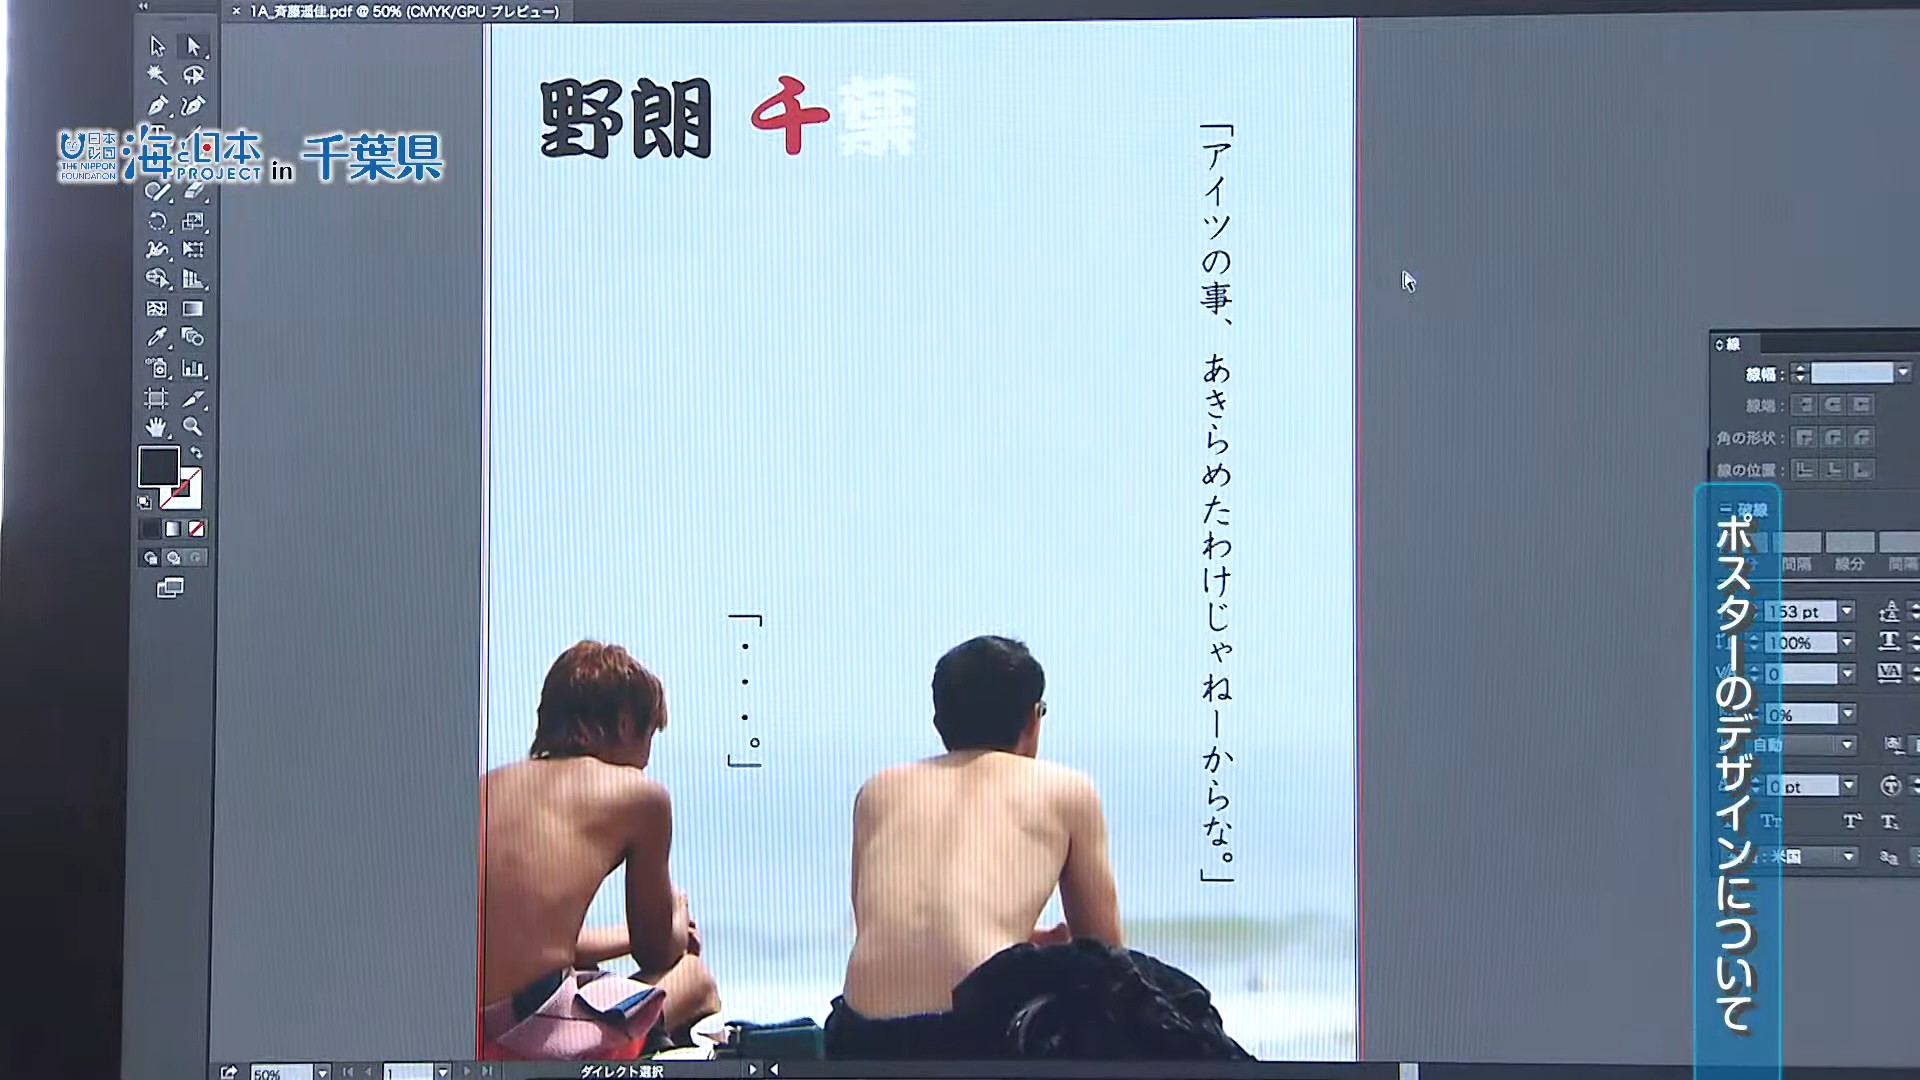 × 1A_斉藤遥佳.pdf @ 50% (CMYK/GPU プレビュー)
日本財団
THE NIPPON FOUNDATION
海と日本
PROJECT
in 千葉県
野朗 千葉
「アイツの事、あきらめたわけじゃねーからな。」
「・・・。」
線
線幅：
線端：
角の形状：
線の位置：
破線
間隔 線分 間隔
153 pt
100%
0
0%
自動
0 pt
米国
ポスターのデザインについて
50%
1
ダイレクト選択